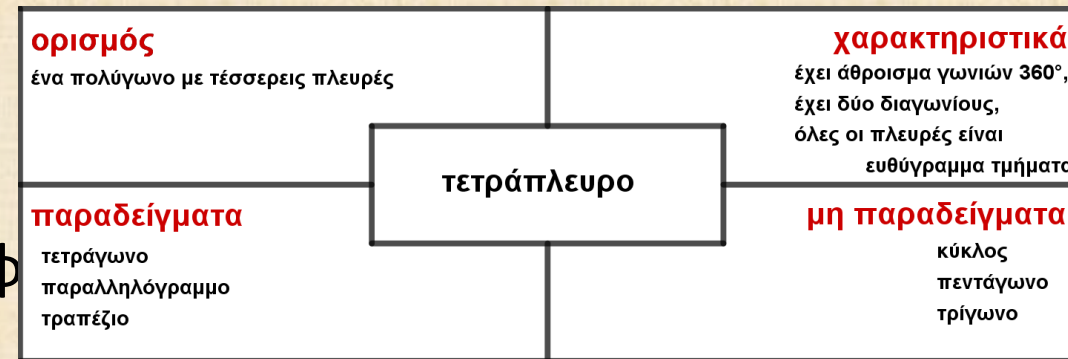 ορισμός
ένα πολύγωνο με τέσσερεις πλευρές
χαρακτηριστικά
έχει άθροισμα γωνιών 360°,
έχει δύο διαγωνίους,
όλες οι πλευρές είναι
ευθύγραμμα τμήματα
τετράπλευρο
παραδείγματα
τετράγωνο
παραλληλόγραμμο
τραπέζιο
μη παραδείγματα
κύκλος
πεντάγωνο
τρίγωνο